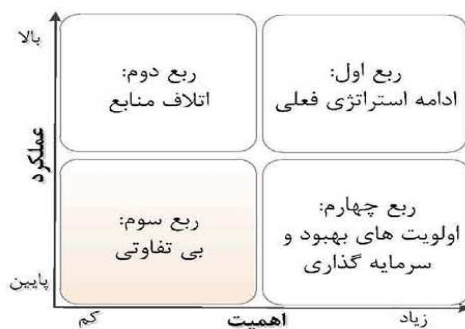 بالا
ربع اول:
ادامه استراتژی فعلی
ربع دوم:
اتلاف منابع
عملکرد
ربع چهارم:
اولویت های بهبود و
سرمایه گذاری
ربع سوم:
بی تفاوتی
پایین
زیاد
اهمیت
کم